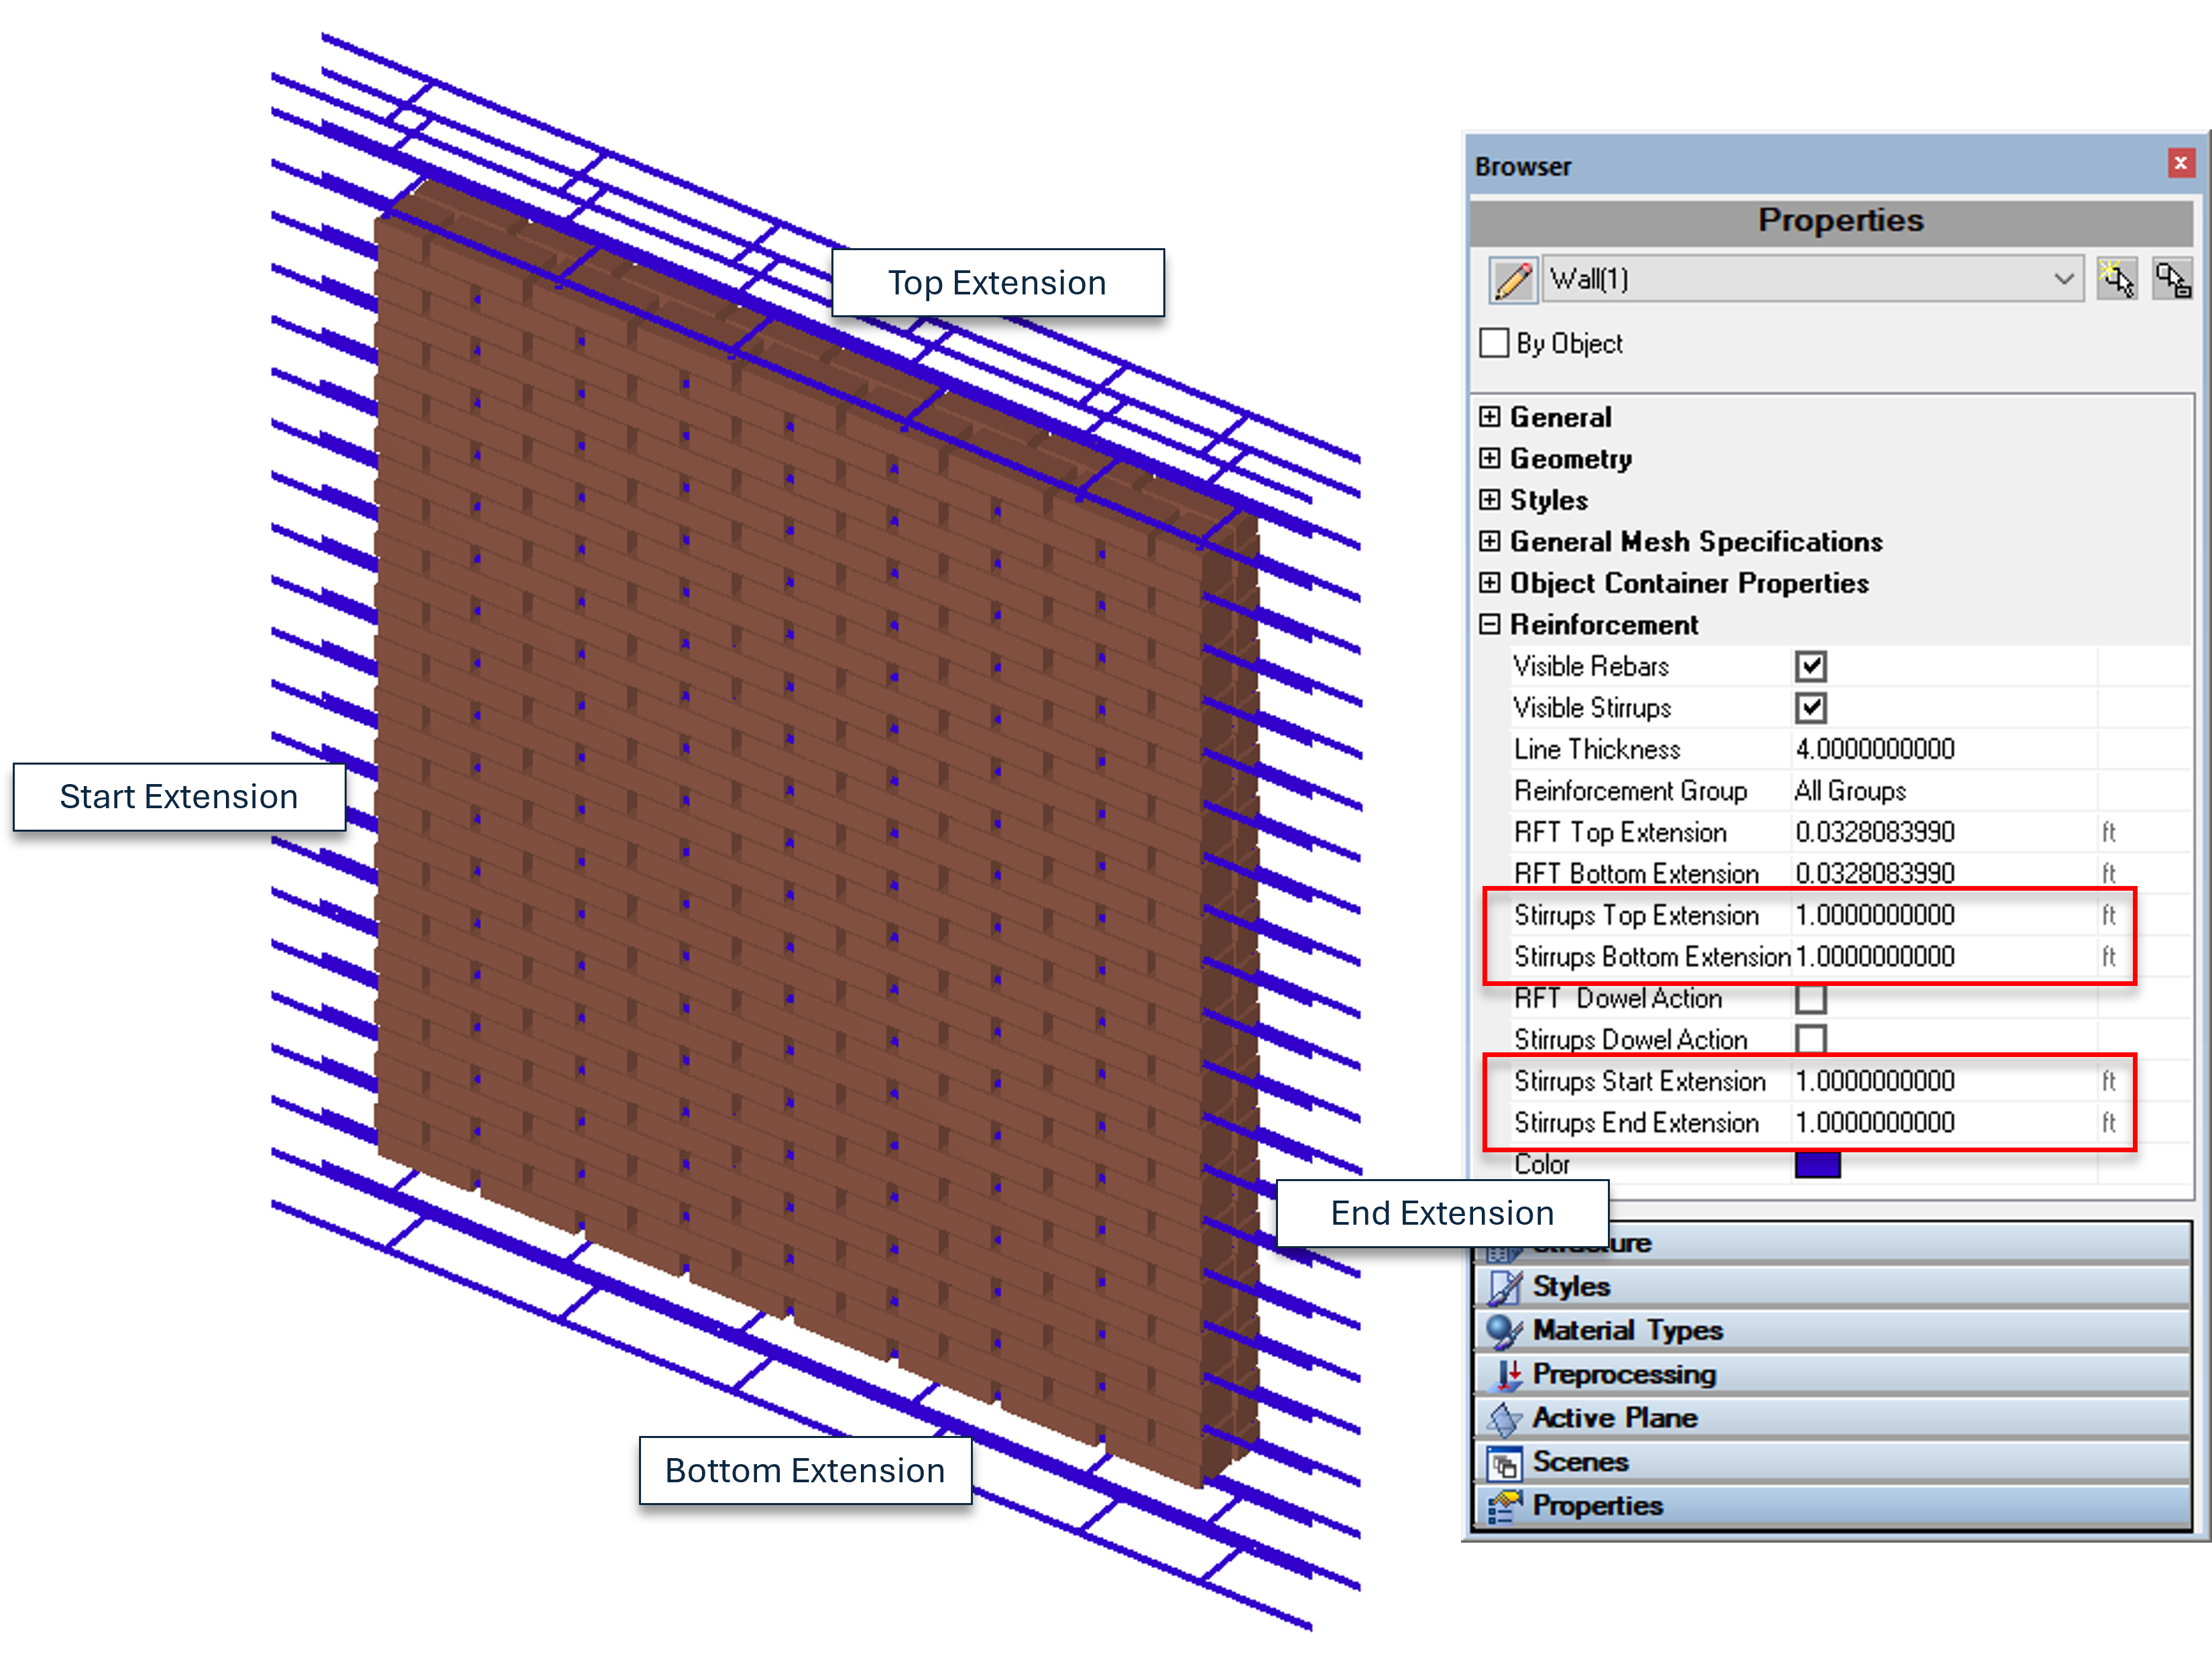 Top Extension
Start Extension
End Extension
Bottom Extension
Browser
Properties
Wall(1)
By Object
General
Geometry
Styles
General Mesh Specifications
Object Container Properties
Reinforcement
Visible Rebars
Visible Stirrups
Line Thickness 4.0000000000
Reinforcement Group All Groups
RFT Top Extension 0.0328083990 ft
RFT Bottom Extension 0.0328083990 ft
Stirrups Top Extension 1.0000000000 ft
Stirrups Bottom Extension 1.0000000000 ft
RFT Dowel Action
Stirrups Dowel Action
Stirrups Start Extension 1.0000000000 ft
Stirrups End Extension 1.0000000000 ft
Color
Structure
Styles
Material Types
Preprocessing
Active Plane
Scenes
Properties